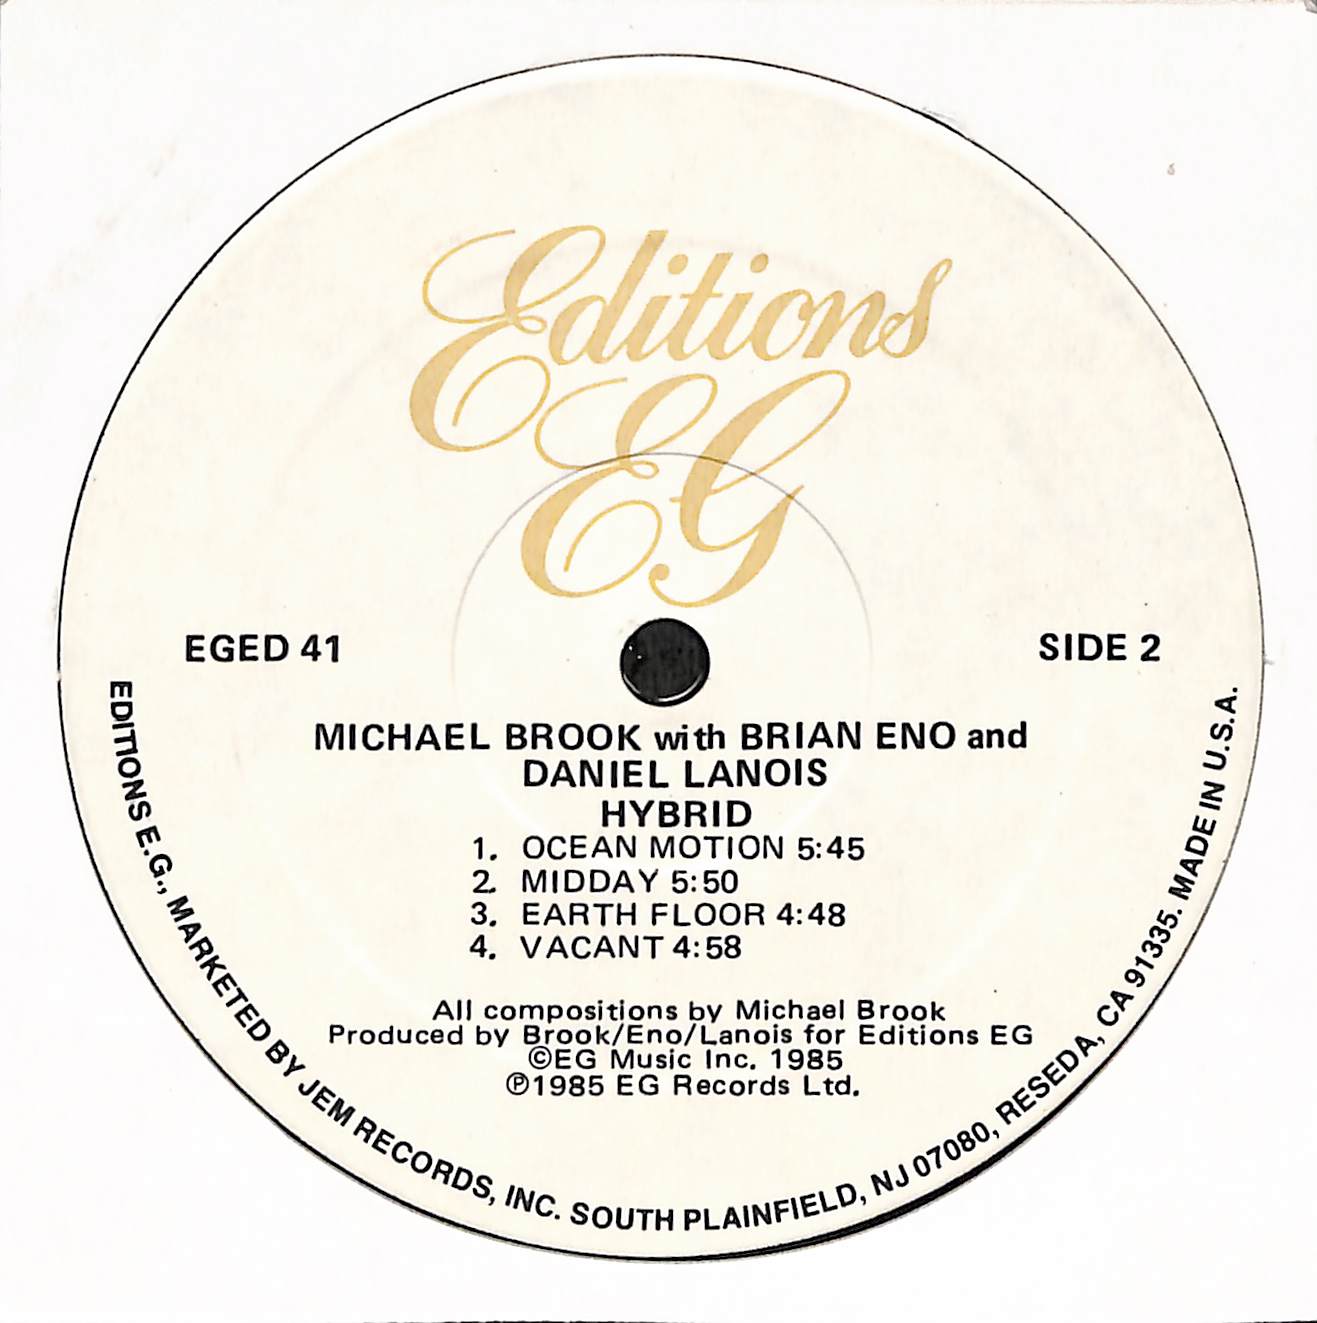 Editions
EG
EGED 41
SIDE 2
MICHAEL BROOK with BRIAN ENO and
DANIEL LANOIS
HYBRID
1. OCEAN MOTION 5:45
2. MIDDAY 5:50
3. EARTH FLOOR 4:48
4. VACANT 4:58
All compositions by Michael Brook
Produced by Brook/Eno/Lanois for Editions EG
©EG Music Inc. 1985
℗1985 EG Records Ltd.
EDITIONS E.G., MARKETED BY JEM RECORDS, INC. SOUTH PLAINFIELD, NJ 07080, RESEDA, CA 91335. MADE IN U.S.A.